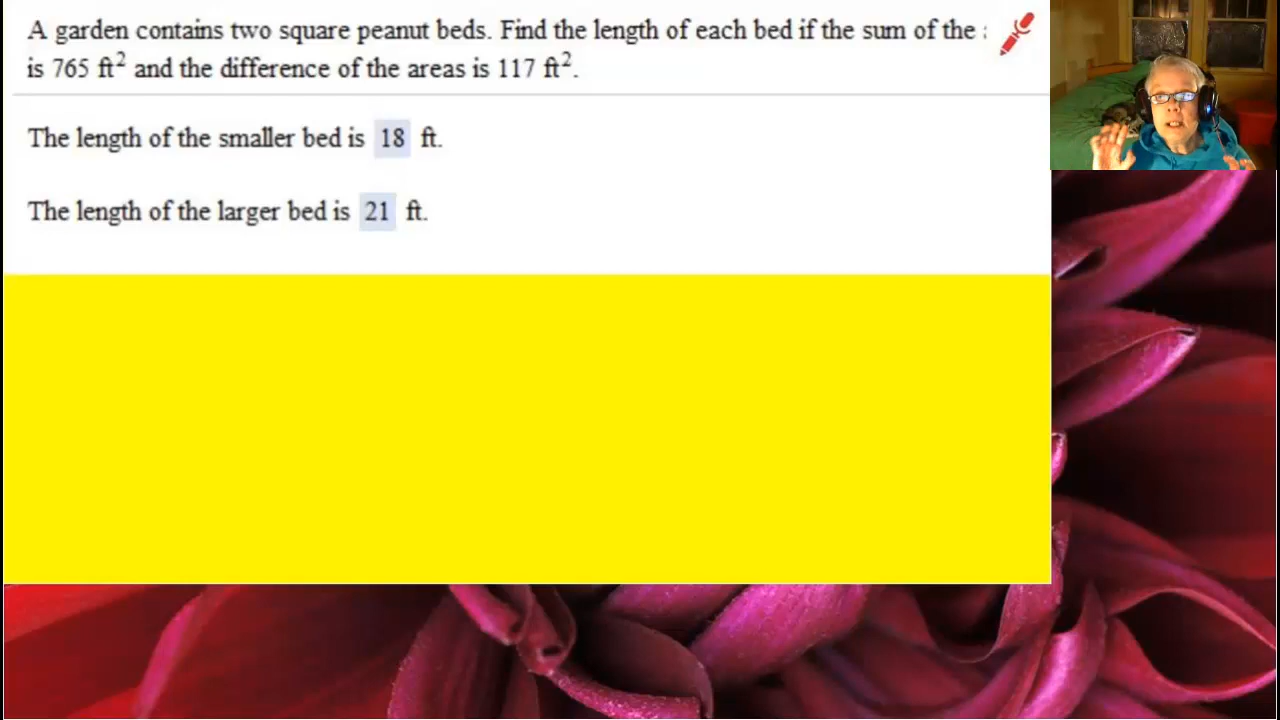 A garden contains two square peanut beds. Find the length of each bed if the sum of the
is 765 ft² and the difference of the areas is 117 ft².
The length of the smaller bed is 18 ft.
The length of the larger bed is 21 ft.